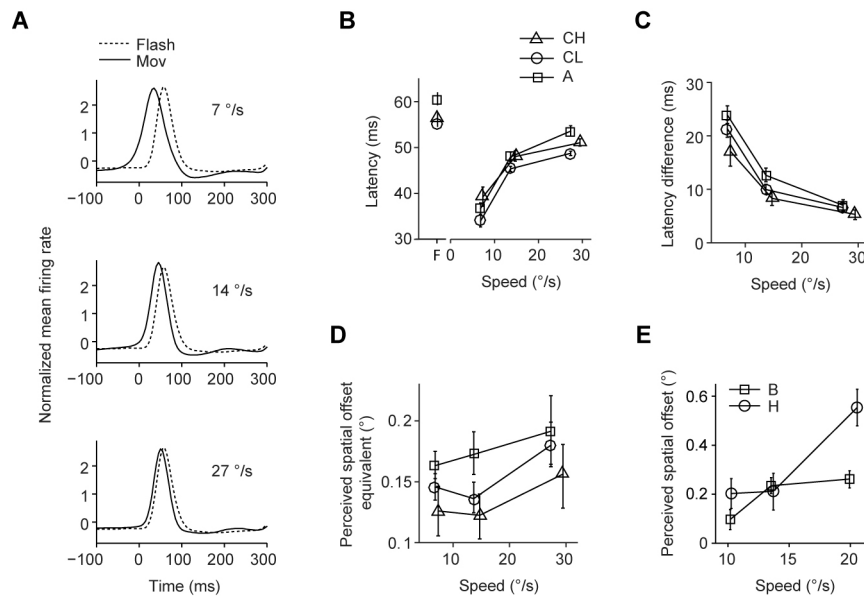 A
Flash
Mov
2
1
0
7 °/s
−100 0 100 200 300
2
1
0
14 °/s
−100 0 100 200 300
2
1
0
27 °/s
−100 0 100 200 300
Time (ms)
Normalized mean firing rate
B
CH
CL
A
60
50
40
30
F 0 10 20 30
Latency (ms)
Speed (°/s)
C
30
20
10
0
10 20 30
Latency difference (ms)
Speed (°/s)
D
0.2
0.15
0.1
10 20 30
Perceived spatial offset
equivalent (°)
Speed (°/s)
E
B
H
0.6
0.4
0.2
0
10 15 20
Perceived spatial offset (°)
Speed (°/s)